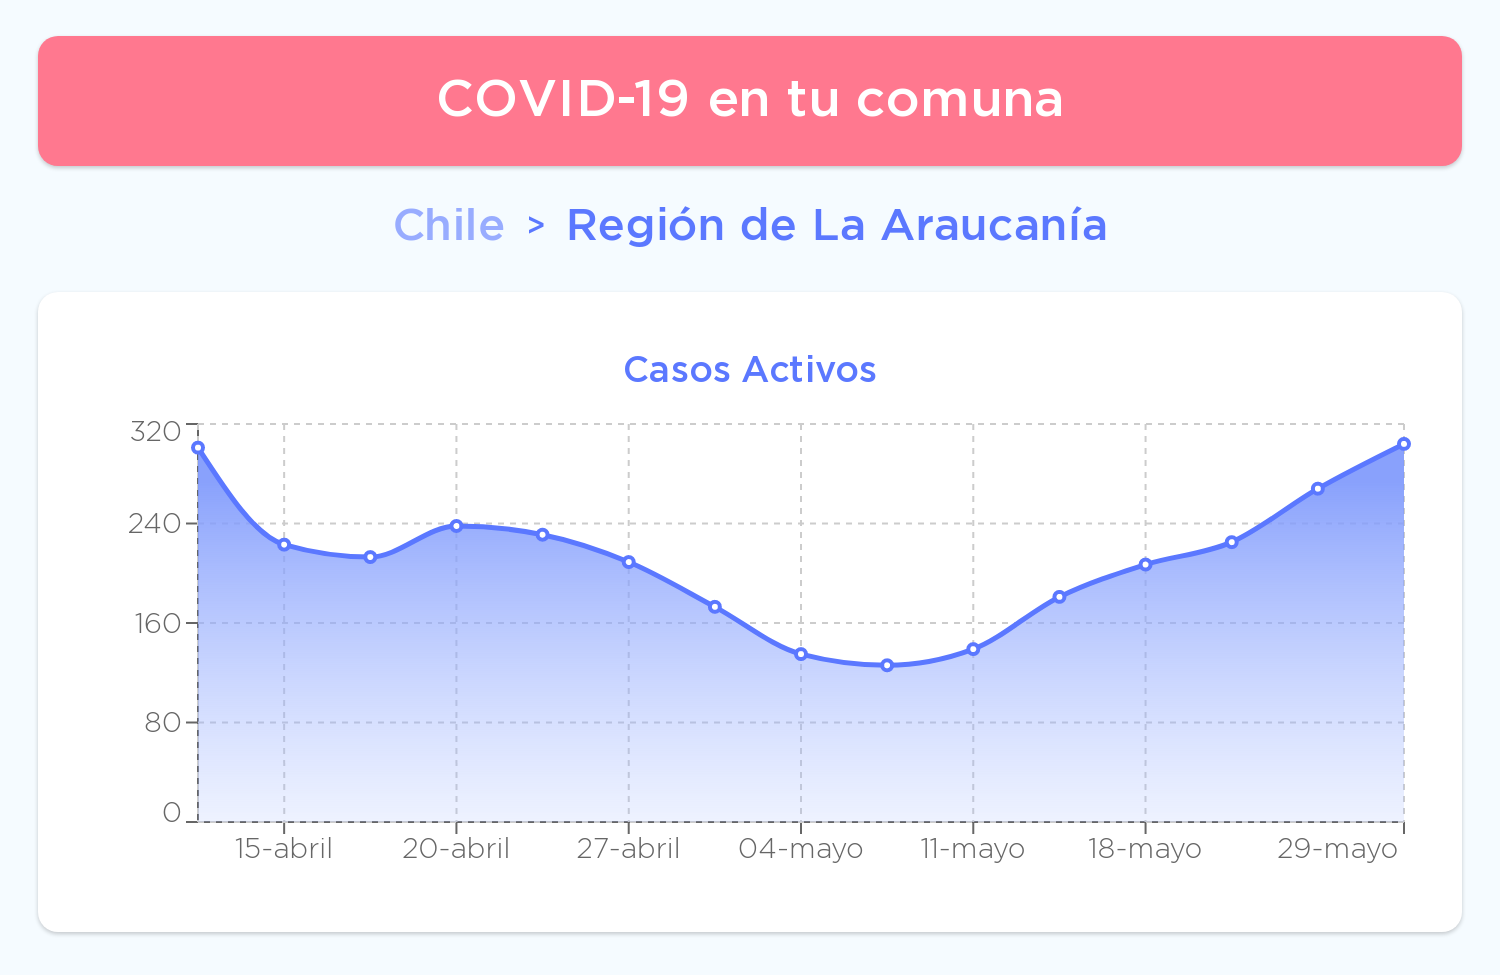 COVID-19 en tu comuna
Chile > Región de La Araucanía
Casos Activos
320
240
160
80
0
15-abril 20-abril 27-abril 04-mayo 11-mayo 18-mayo 29-mayo